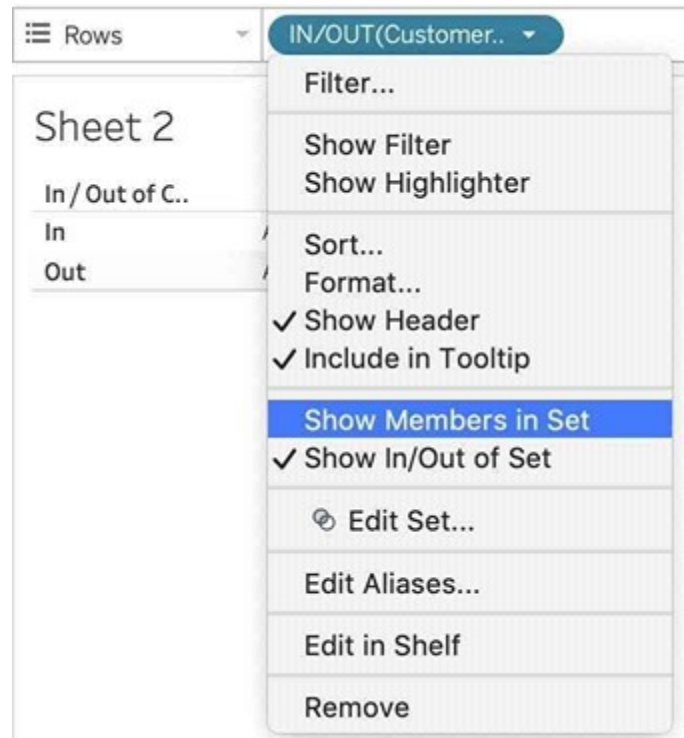 Rows
IN/OUT(Customer..
Filter...
Sheet 2
Show Filter
Show Highlighter
In / Out of C..
In
Out
Sort...
Format...
✓ Show Header
✓ Include in Tooltip
Show Members in Set
✓ Show In/Out of Set
Edit Set...
Edit Aliases...
Edit in Shelf
Remove